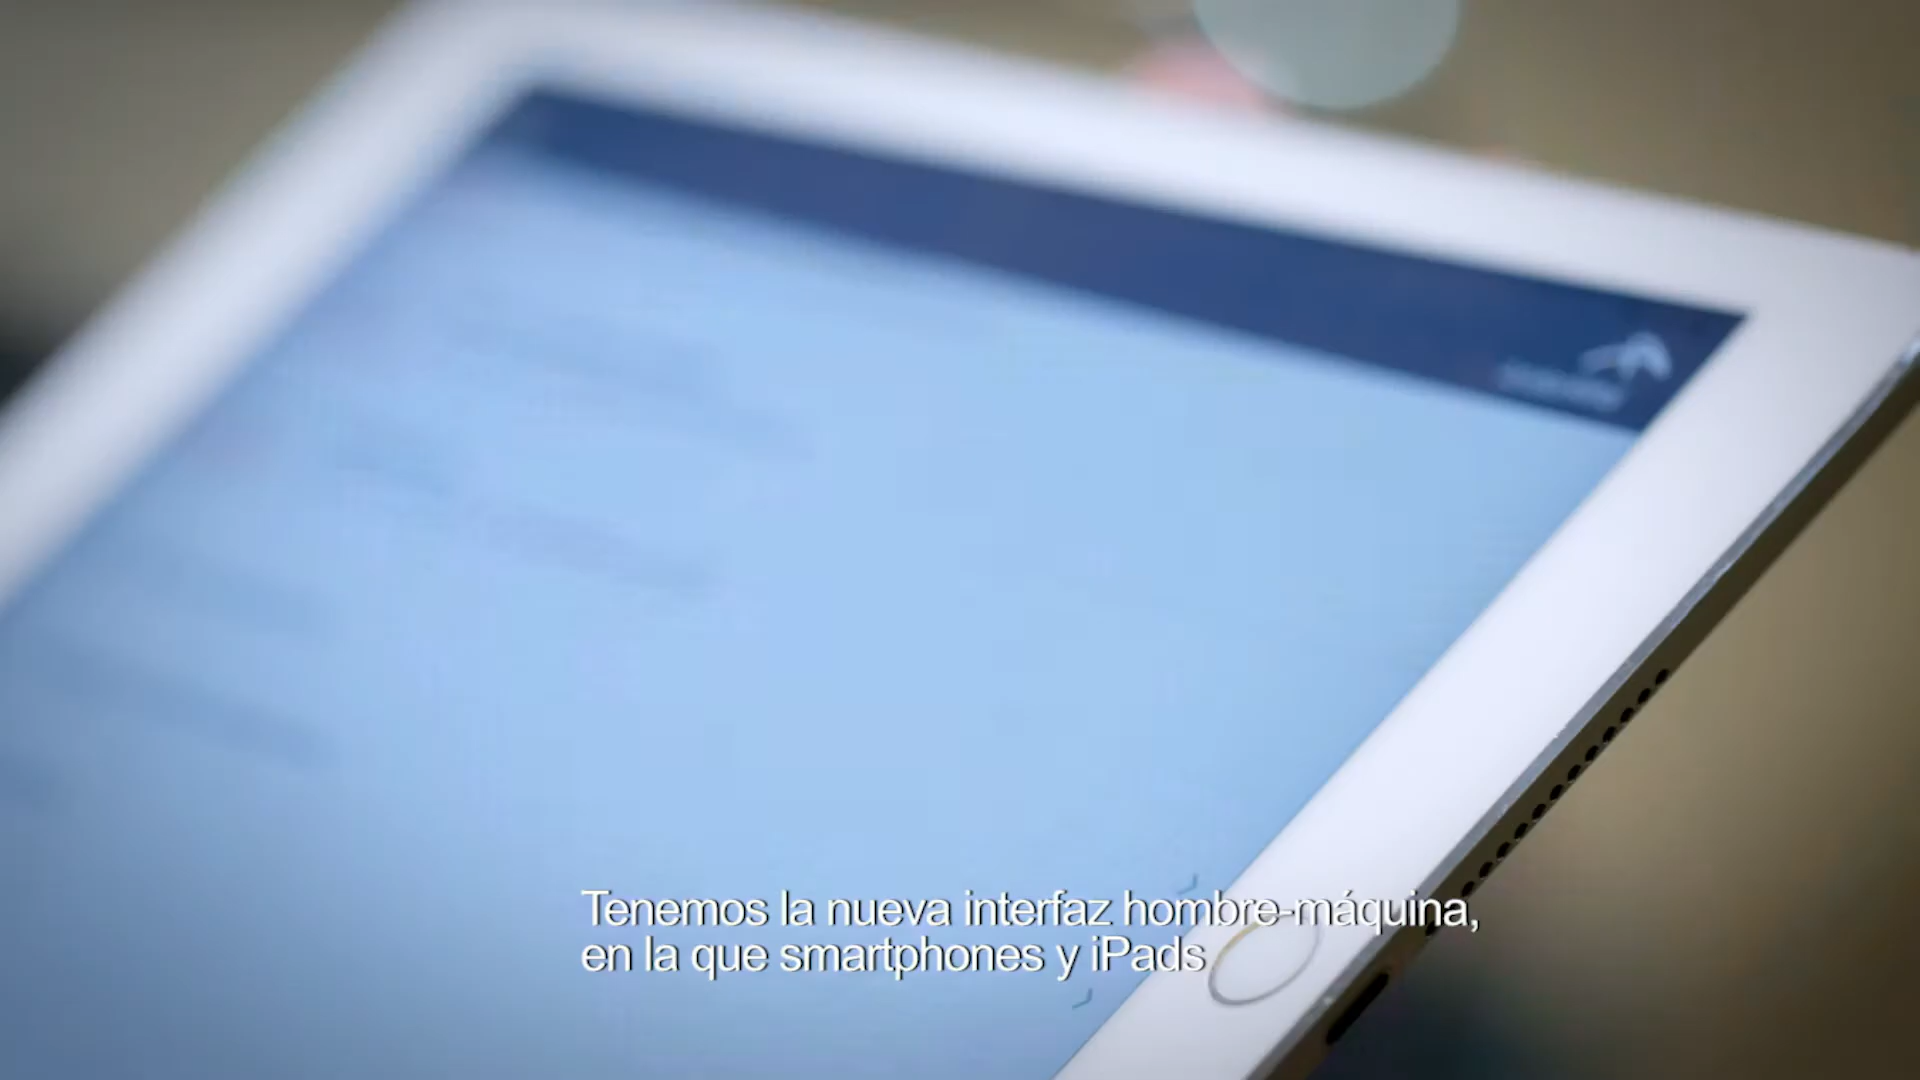 Tenemos la nueva interfaz hombre-máquina,
en la que smartphones y iPads